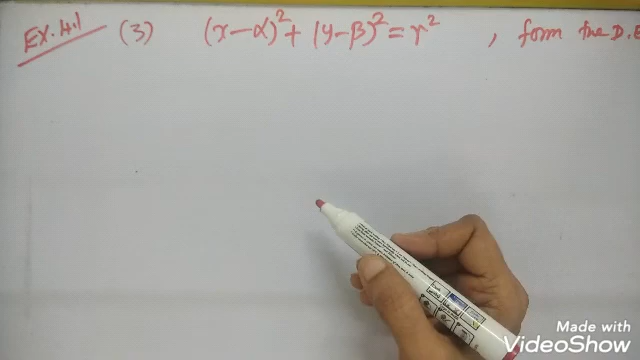 Ex.4.1 (3) (x-α)²+(y-β)²=r² , form the D.E
Made with
VideoShow